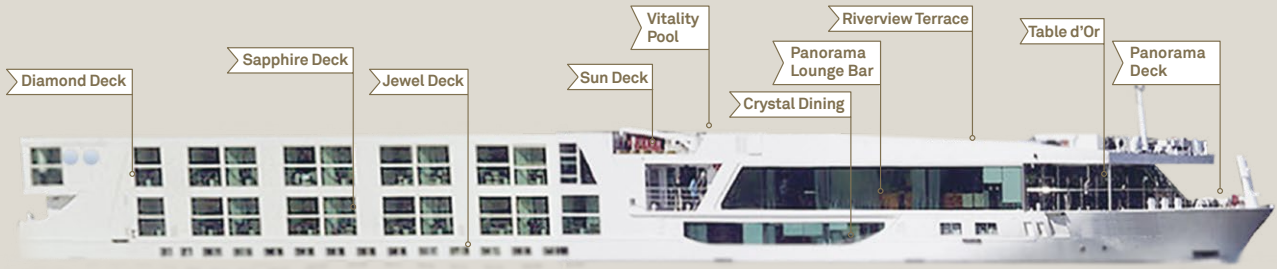 Diamond Deck
Sapphire Deck
Jewel Deck
Sun Deck
Vitality
Pool
Crystal Dining
Panorama
Lounge Bar
Riverview Terrace
Table d'Or
Panorama
Deck